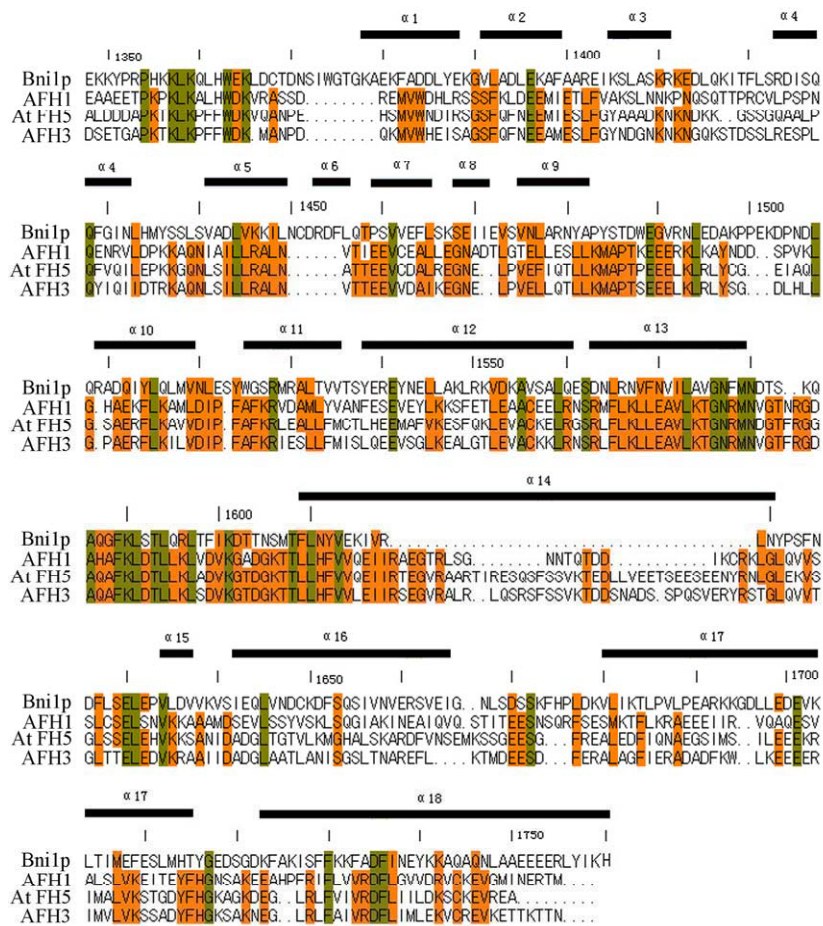 α 1 α 2 α 3 α 4
1350 1400
Bni1p EKKYPRPHKKLKQLHWEKLDCTDNSIWGTGKAEKFADDLYEKGVLADLEKAFAAREIKSLASKRKEDLQKITFLSRDISQ
AFH1 EAAEETPKPKLKALHWDKVRASSD.......REMVWDHLRSSSFKLDEEMIETLFVAKSLNNKPNQSQTTPRCVLPSPN
At FH5 ALDDDAPKTKLKPFFWDKVQANPE.......HSMVWNDIRSGSFQFNEEMIESLFGYAAADKNKNDKK..GSSGQAALP
AFH3 DSETGAPKTKLKPFFWDK.MANPD.......QKMVWHEISAGSFQFNEEAMESLFGYNDGNKNKNGQKSTDSSLRESPL
α 4 α 5 α 6 α 7 α 8 α 9
1450 1500
Bni1p QFGINLHMYSSLSVADLVKKILNCDRDFLQTPSVVEFLSKSEIIEVSVNLARNYAPYSTDWEGVRNLEDAKPPEKDPNDL
AFH1 QENRVLDPKKAQNIAILLRALN......VTIEEVCEALLEGNADTLGTELLESLLKMAPTKEEERKLKAYNDD..SPVKL
At FH5 QFVQILEPKKGQNLSILLRALN......ATTEEVCDALREGNE..LPVEFIQTLLKMAPTPEEELKLRLYCG...EIAQL
AFH3 QYIQIIDTRKAQNLSILLRALN......VTTEEVVDAIKEGNE..LPVELLQTLLKMAPTSEEELKLRLYSG...DLHLL
α 10 α 11 α 12 α 13
1550
Bni1p QRADQIYLQLMVNLESYWGSRMRALTVVTSYEREYNELLAKLRKVDKAVSALQESDNLRNVFNVILAVGNFMNDTS..KQ
AFH1 G.HAEKFLKAMLDIP.FAFKRVDAMLYVANFESEVEYLKKSFETLEAACEELRNSRMFLKLLEAVLKTGNRMNVGTNRGD
At FH5 G.SAERFLKAVVDIP.FAFKRLEALLFMCTLHEEMAFVKESFQKLEVACKELRGSRLFLKLLEAVLKTGNRMNDGTFRGG
AFH3 G.PAERFLKILVDIP.FAFKRIESLLFMISLQEEVSGLKEALGTLEVACKKLRNSRLFLKLLEAVLKTGNRMNVGTFRGD
α 14
1600
Bni1p AQGFKLSTLQRLTFIKDTTNSMTFLNYVEKIVR........................................LNYPSFN
AFH1 AHAFKLDTLLKLVDVKGADGKTTLLHFVVQEIIRAEGTRLSG......NNTQTDD........IKCRKLGLQVVS
At FH5 AQAFKLDTLLKLADVKGTDGKTTLLHFVVQEIIRTEGVRAARTIRESQSFSSVKTEDLLVEETSEESEENYRNLGLEKVS
AFH3 AQAFKLDTLLKLSDVKGTDGKTTLLHFVVLEIIRSEGVRALR..LQSRSFSSVKTDDSNADS.SPQSVERYRSTGLQVVT
α 15 α 16 α 17
1650 1700
Bni1p DFLSELEPVLDVVKVSIEQLVNDCKDFSQSIVNVERSVEIG..NLSDSSKFHPLDKVLIKTLPVLPEARKKGDLLEDEVK
AFH1 SLCSELSNVKKAAAMDSEVLSSYVSKLSQGIAKINEAIQVQ.STITEESNSQRFSESMKTFLKRAEEEIIR..VQAQESV
At FH5 GLSSELEHVKKSANIDADGLTGTVLKMGHALSKARDFVNSEMKSSGEESG...FREALEDFIQNAEGSIMS..ILEEEKR
AFH3 GLTTELEDVKRAAIIDADGLAATLANISGSLTNAREFL...KTMDEESD...FERALAGFIERADADFKW..LKEEEER
α 17 α 18
1750
Bni1p LTIMEFESLMHTYGEDSGDKFAKISFFKKFADFINEYKKAQAQNLAAEEEERLYIKH
AFH1 ALSLVKEITEYFHGNSAKEEAHPFRIFLVVRDFLGVVDRVCKEVGMINERTM.....
At FH5 IMALVKSTGDYFHGKAGKDEG..LRLFVIVRDFLIILDKSCKEVREA..........
AFH3 IMVLVKSSADYFHGKSAKNEG..LRLFAIVRDFLIMLEKVCREVKETTKTTN.....